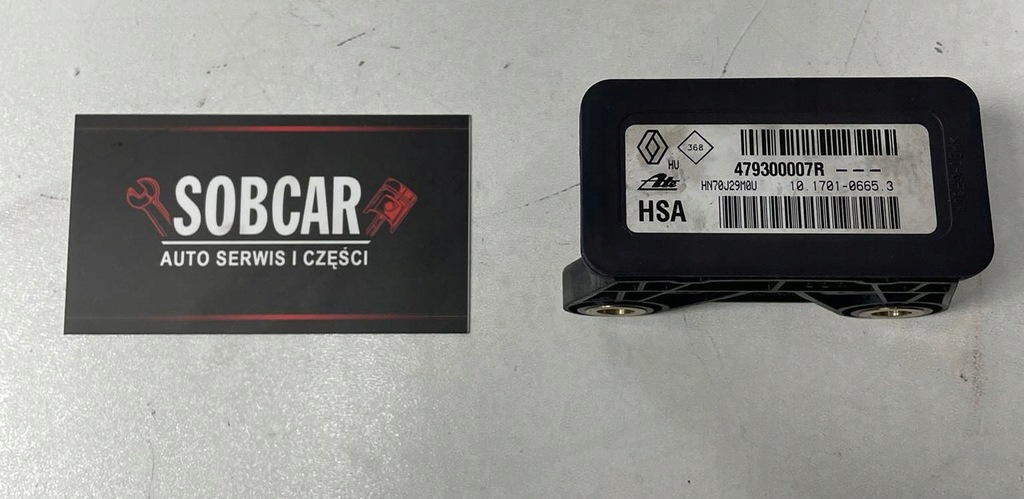 SOBCAR
AUTO SERWIS I CZĘŚCI
368
HU
479300007R ---
Ate
HN70J29M0U 10.1701-0665.3
HSA